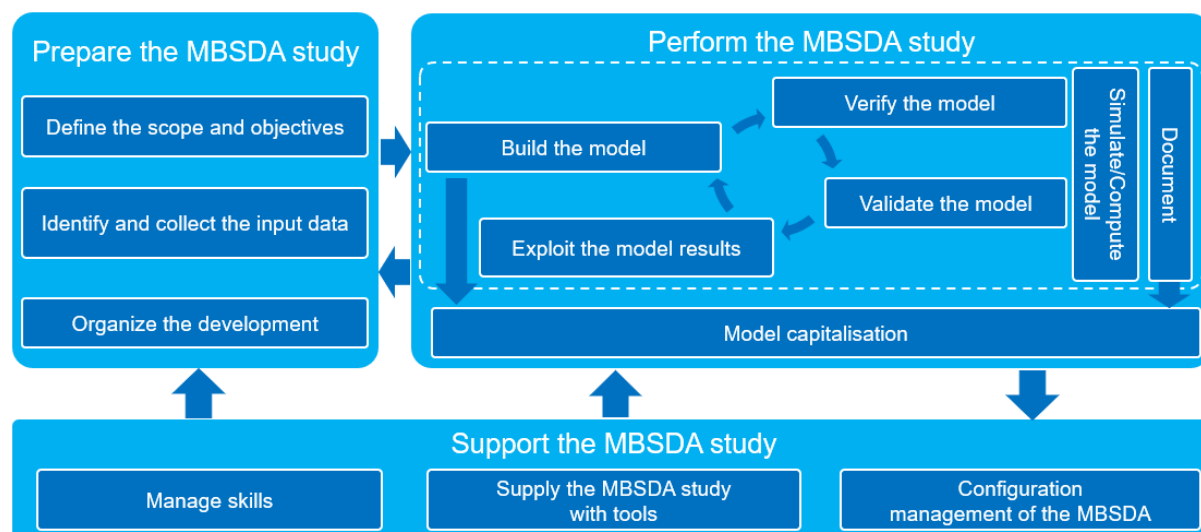 Prepare the MBSDA study
Define the scope and objectives
Identify and collect the input data
Organize the development
Perform the MBSDA study
Build the model
Verify the model
Validate the model
Exploit the model results
Simulate/Compute
the model
Document
Model capitalisation
Support the MBSDA study
Manage skills
Supply the MBSDA study
with tools
Configuration
management of the MBSDA